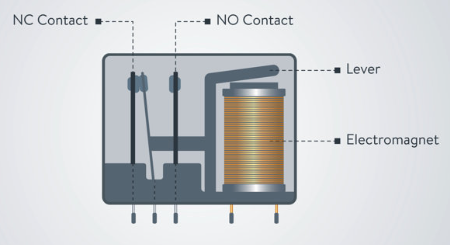 NC Contact
NO Contact
Lever
Electromagnet